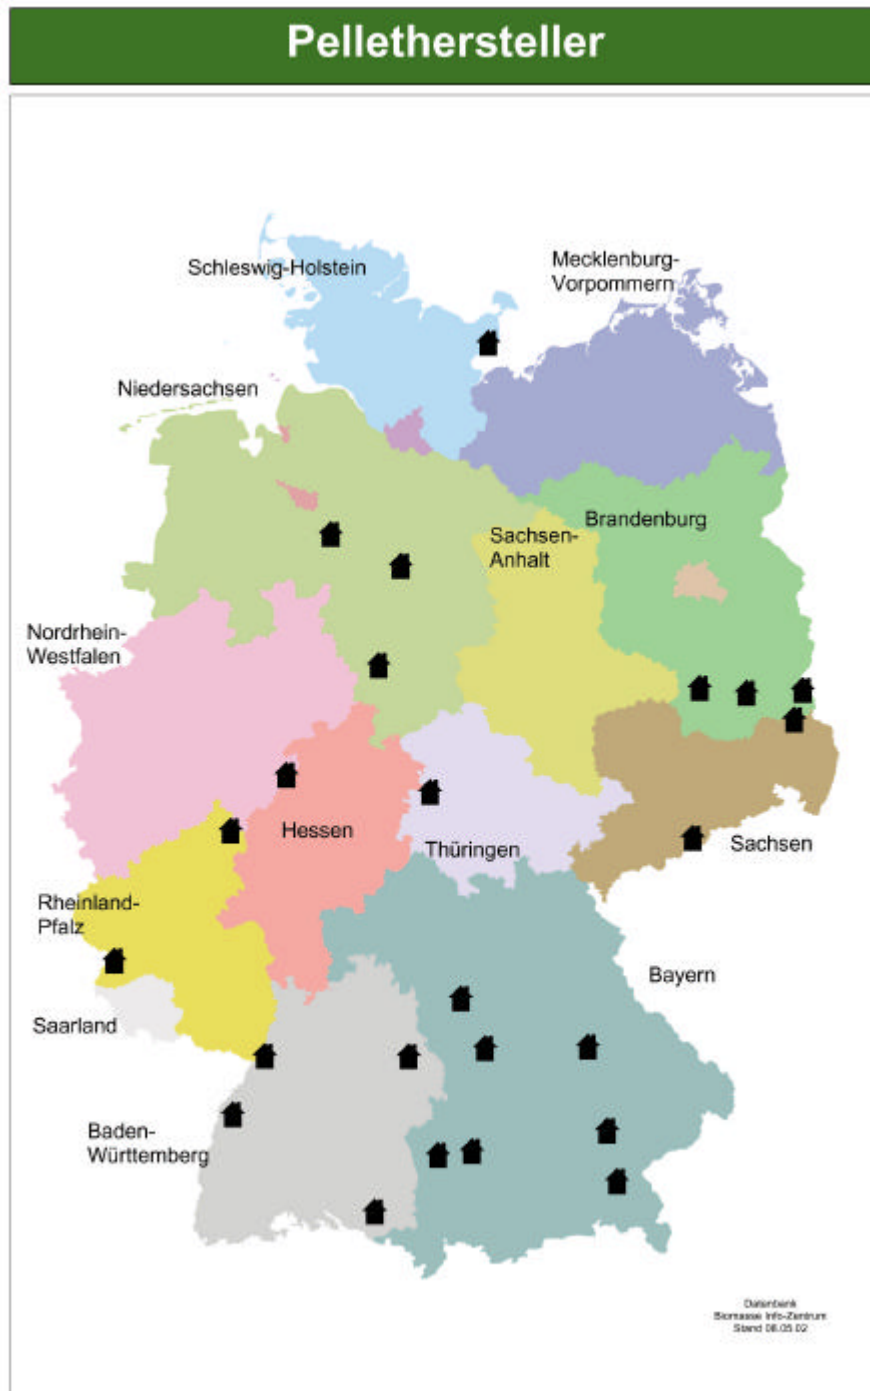 Pellethersteller
Schleswig-Holstein
Mecklenburg-
Vorpommern
Niedersachsen
Brandenburg
Sachsen-
Anhalt
Nordrhein-
Westfalen
Hessen
Thüringen
Sachsen
Rheinland-
Pfalz
Bayern
Saarland
Baden-
Württemberg
Datenbank
Biomasse Info-Zentrum
Stand 08.05.02